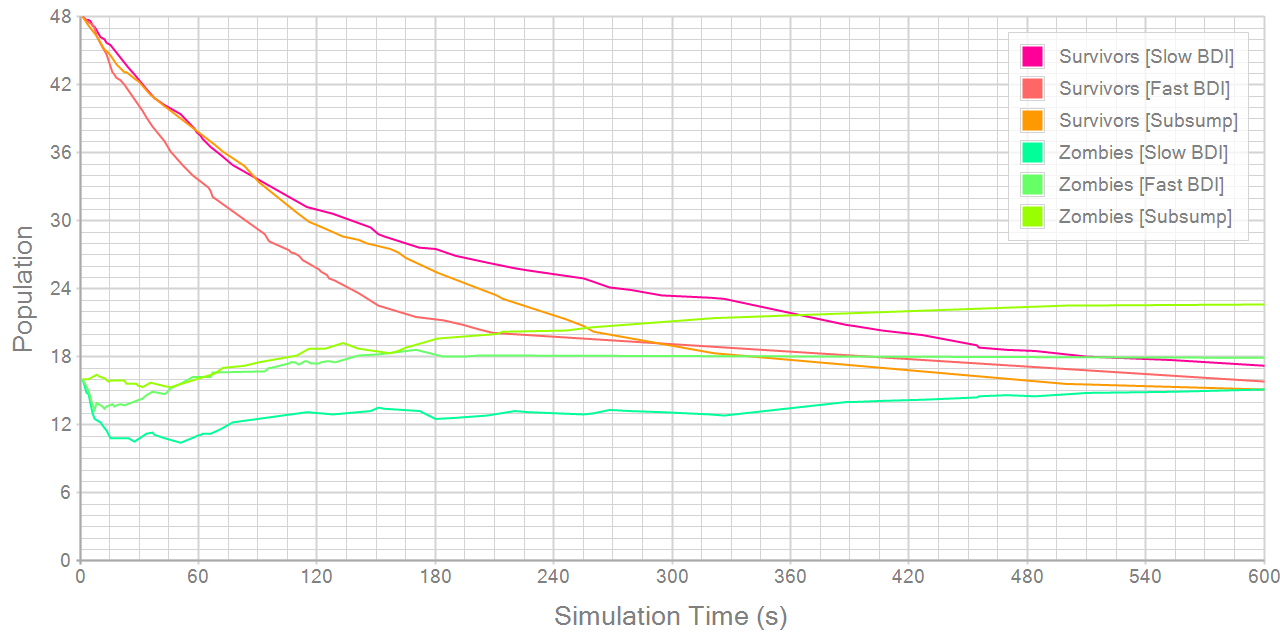 48
42
36
30
24
18
12
6
0
Population
Survivors [Slow BDI]
Survivors [Fast BDI]
Survivors [Subsump]
Zombies [Slow BDI]
Zombies [Fast BDI]
Zombies [Subsump]
0 60 120 180 240 300 360 420 480 540 600
Simulation Time (s)